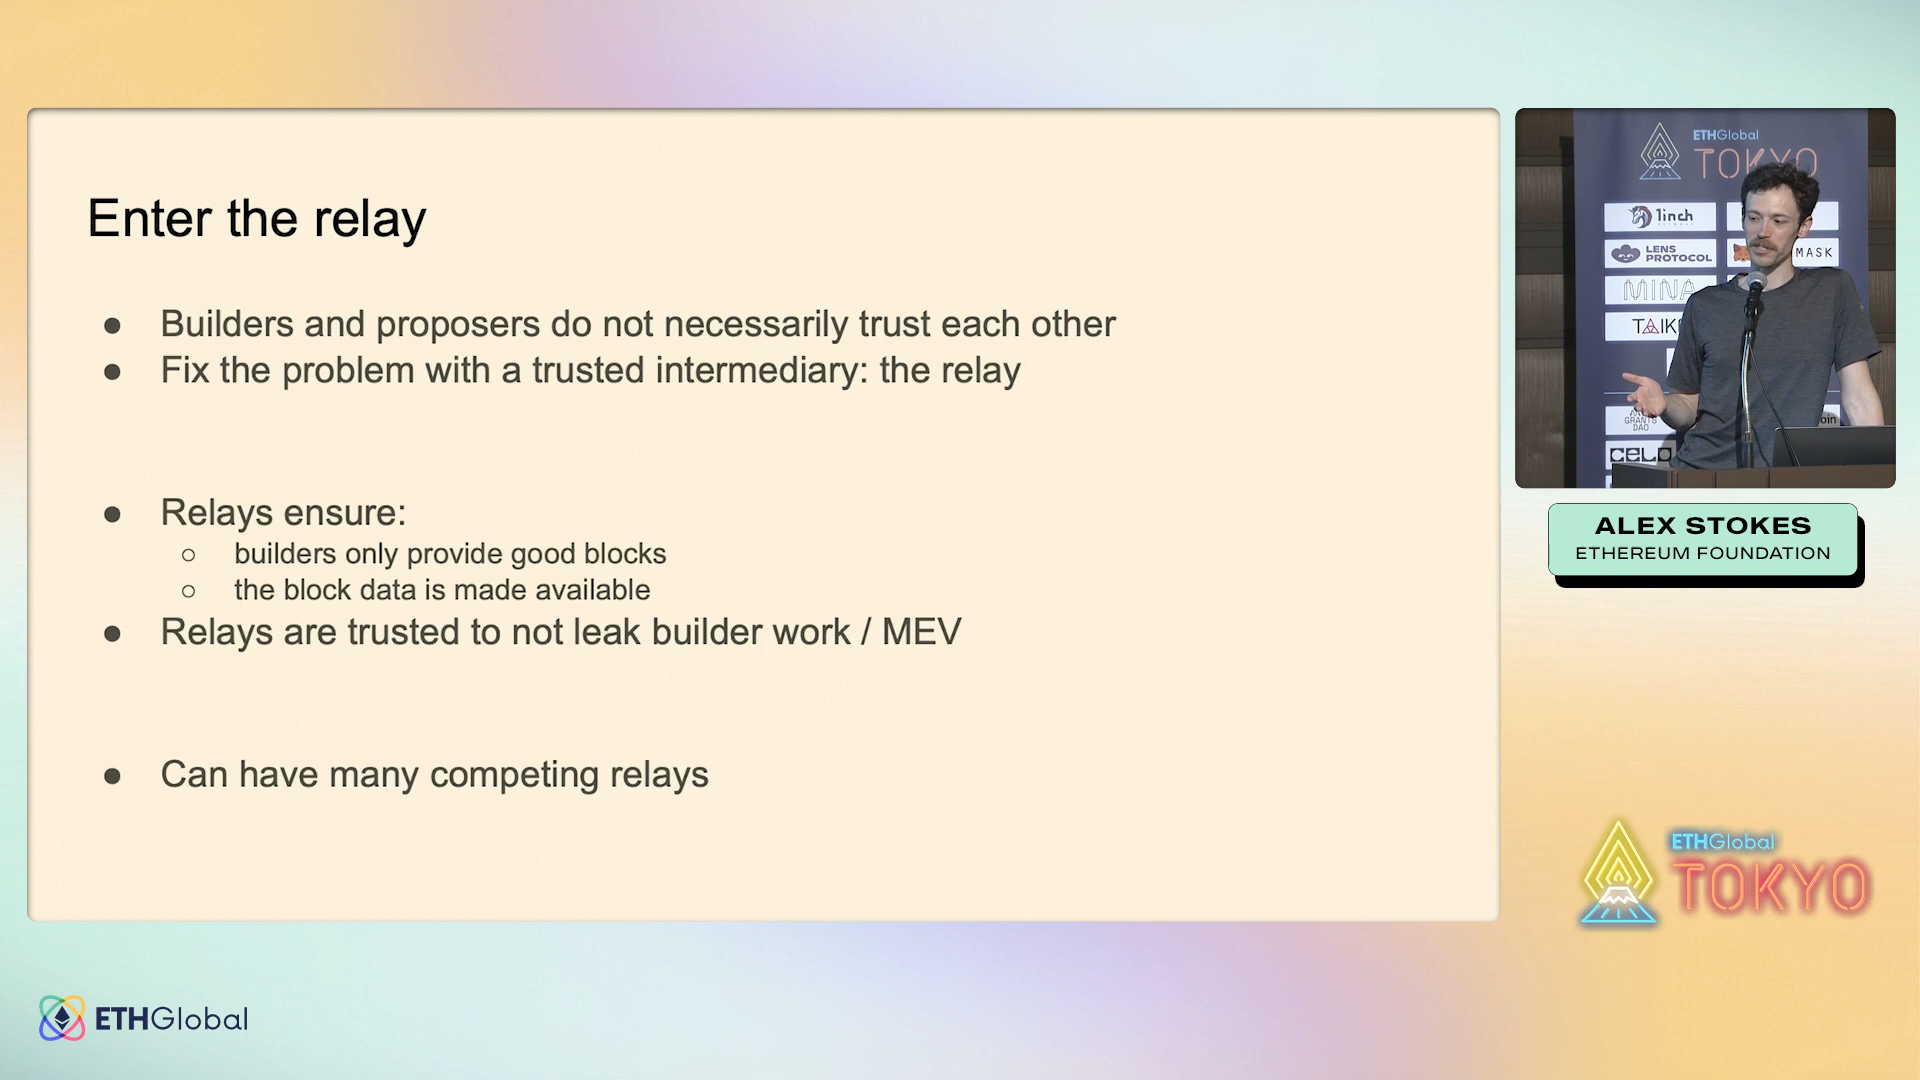 Enter the relay
● Builders and proposers do not necessarily trust each other
● Fix the problem with a trusted intermediary: the relay
● Relays ensure:
○ builders only provide good blocks
○ the block data is made available
● Relays are trusted to not leak builder work / MEV
● Can have many competing relays
ETHGlobal
TOKYO
1inch
LENS
PROTOCOL
MASK
MINA
TAIK
GRANTS
DAO
oin
CELO
ALEX STOKES
ETHEREUM FOUNDATION
ETHGlobal
TOKYO
ETHGlobal